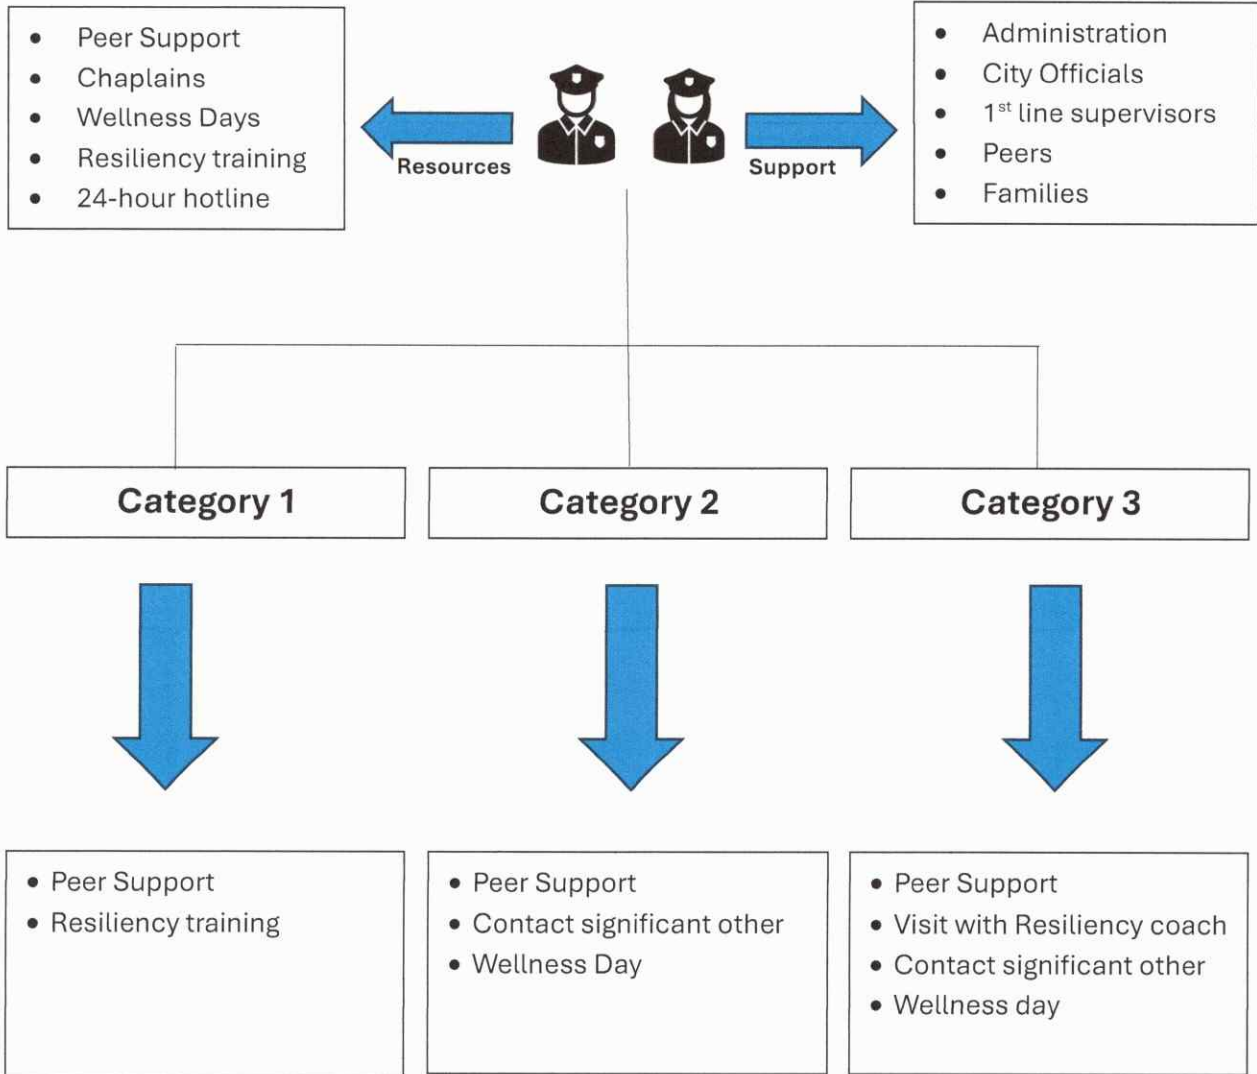 • Peer Support
• Chaplains
• Wellness Days
• Resiliency training
• 24-hour hotline
Resources
Support
• Administration
• City Officials
• 1st line supervisors
• Peers
• Families
Category 1
Category 2
Category 3
• Peer Support
• Resiliency training
• Peer Support
• Contact significant other
• Wellness Day
• Peer Support
• Visit with Resiliency coach
• Contact significant other
• Wellness day